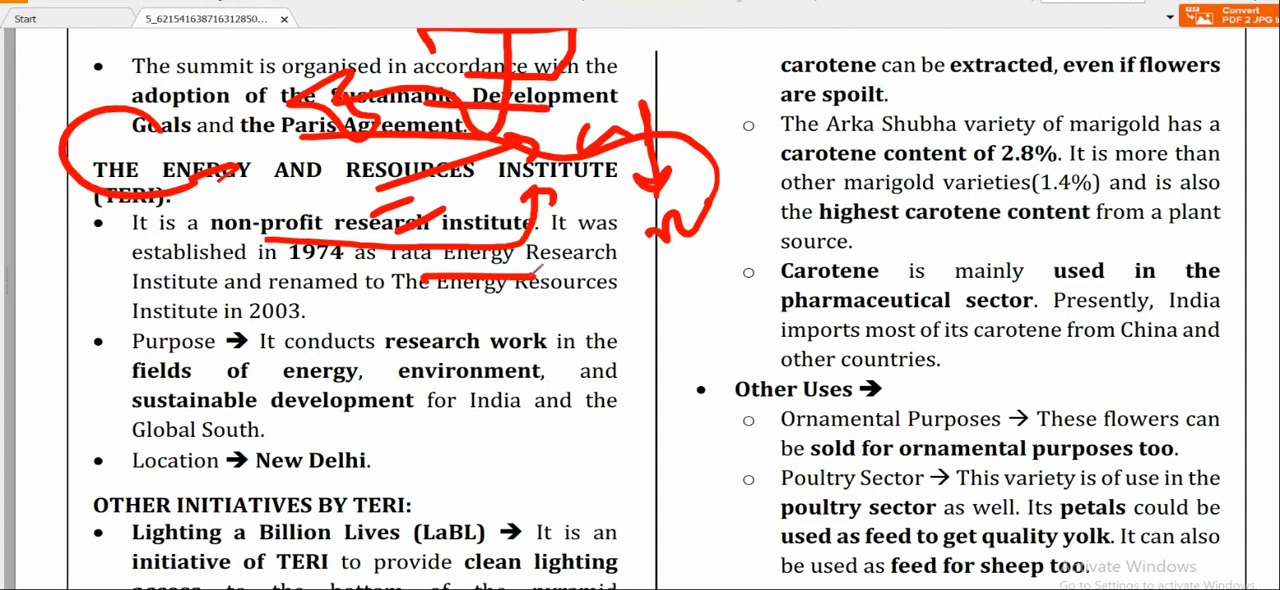 Start
5_621541638716312850...
Convert
PDF 2 JPG
• The summit is organised in accordance with the
adoption of the Sustainable Development
Goals and the Paris Agreement.
THE ENERGY AND RESOURCES INSTITUTE
(TERI):
• It is a non-profit research institute. It was
established in 1974 as Tata Energy Research
Institute and renamed to The Energy Resources
Institute in 2003.
• Purpose ➔ It conducts research work in the
fields of energy, environment, and
sustainable development for India and the
Global South.
• Location ➔ New Delhi.
OTHER INITIATIVES BY TERI:
• Lighting a Billion Lives (LaBL) ➔ It is an
initiative of TERI to provide clean lighting
access to the bottom of the pyramid
carotene can be extracted, even if flowers
are spoilt.
o The Arka Shubha variety of marigold has a
carotene content of 2.8%. It is more than
other marigold varieties(1.4%) and is also
the highest carotene content from a plant
source.
o Carotene is mainly used in the
pharmaceutical sector. Presently, India
imports most of its carotene from China and
other countries.
• Other Uses ➔
o Ornamental Purposes → These flowers can
be sold for ornamental purposes too.
o Poultry Sector → This variety is of use in the
poultry sector as well. Its petals could be
used as feed to get quality yolk. It can also
be used as feed for sheep too.
Activate Windows
Go to Settings to activate Windows.